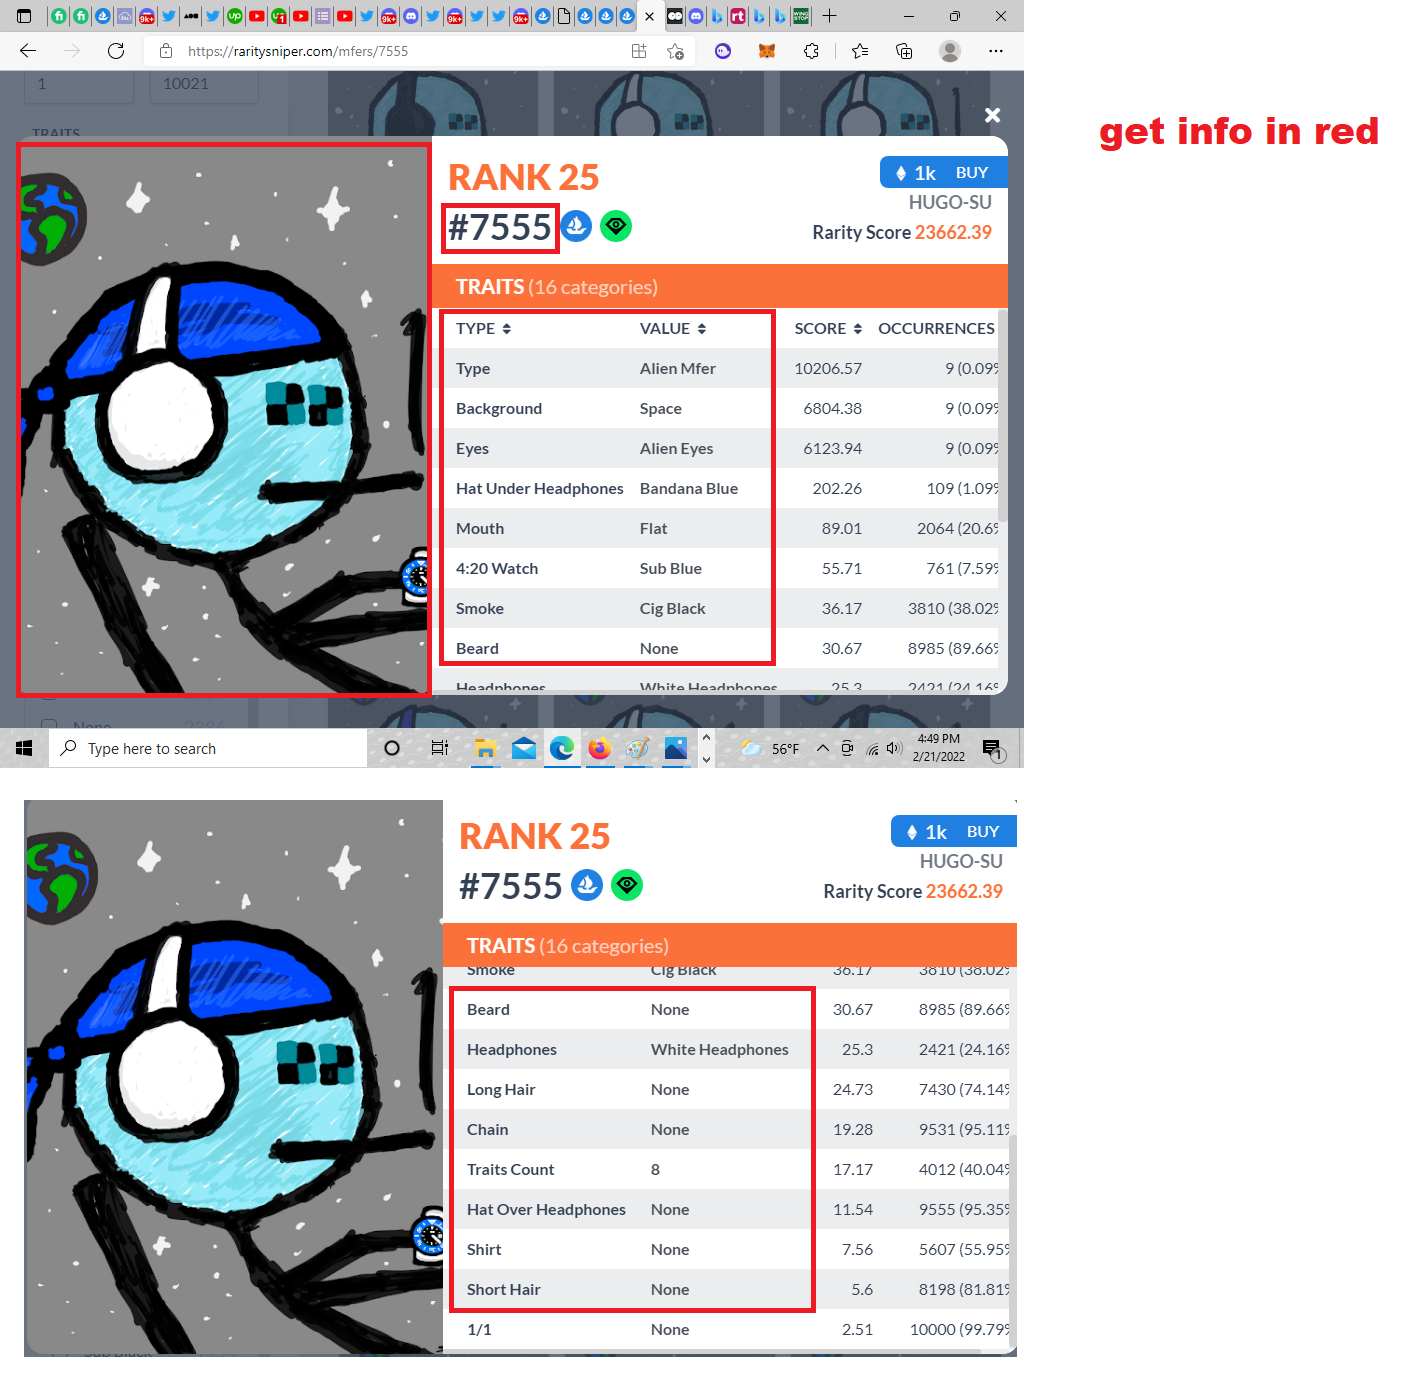 https://raritysniper.com/mfers/7555
get info in red
1
10021
TRAITS
RANK 25
1k BUY
#7555
HUGO-SU
Rarity Score 23662.39
TRAITS (16 categories)
TYPE VALUE SCORE OCCURRENCES
Type Alien Mfer 10206.57 9 (0.09%
Background Space 6804.38 9 (0.09%
Eyes Alien Eyes 6123.94 9 (0.09%
Hat Under Headphones Bandana Blue 202.26 109 (1.09%
Mouth Flat 89.01 2064 (20.6%
4:20 Watch Sub Blue 55.71 761 (7.59%
Smoke Cig Black 36.17 3810 (38.02%
Beard None 30.67 8985 (89.66%
Headphones White Headphones 25.3 2421 (24.16%
None
Type here to search
56°F
4:49 PM
2/21/2022
1
RANK 25
1k BUY
#7555
HUGO-SU
Rarity Score 23662.39
TRAITS (16 categories)
Smoke Cig Black 36.17 3810 (38.02%
Beard None 30.67 8985 (89.66%
Headphones White Headphones 25.3 2421 (24.16%
Long Hair None 24.73 7430 (74.14%
Chain None 19.28 9531 (95.11%
Traits Count 8 17.17 4012 (40.04%
Hat Over Headphones None 11.54 9555 (95.35%
Shirt None 7.56 5607 (55.95%
Short Hair None 5.6 8198 (81.81%
1/1 None 2.51 10000 (99.79%